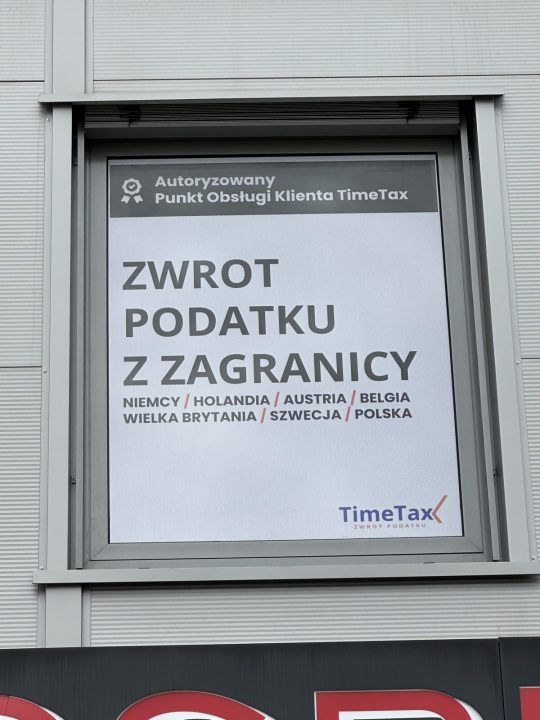 Autoryzowany
Punkt Obsługi Klienta TimeTax
ZWROT
PODATKU
Z ZAGRANICY
NIEMCY / HOLANDIA / AUSTRIA / BELGIA
WIELKA BRYTANIA / SZWECJA / POLSKA
TimeTax
ZWROT PODATKU